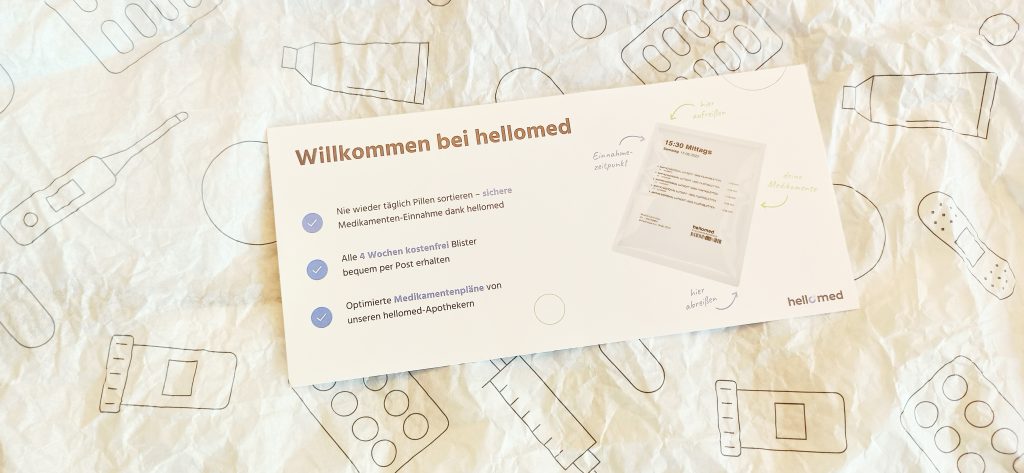 Willkommen bei hellomed
Nie wieder täglich Pillen sortieren – sichere
Medikamenten-Einnahme dank hellomed
Alle 4 Wochen kostenfrei Blister
bequem per Post erhalten
Optimierte Medikamentenpläne von
unseren hellomed-Apothekern
hier
aufreißen
Einnahme-
zeitpunkt
15:30 Mittags
deine
Medikamente
hellomed
hier
abreißen
hellomed